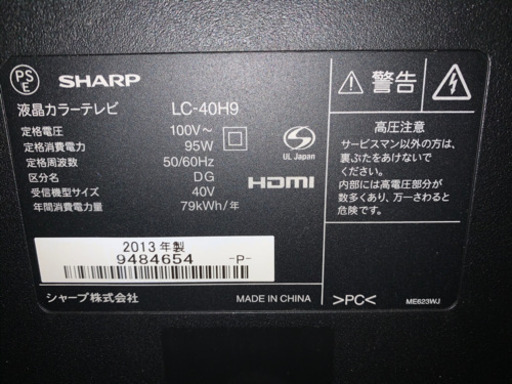 PS
E
SHARP
液晶カラーテレビ LC-40H9
定格電圧 100V～
定格消費電力 95W
定格周波数 50/60Hz
区分名 DG
受信機型サイズ 40V
年間消費電力量 79kWh/年
S
UL Japan
HDMI
2013年製
9484654 -P-
シャープ株式会社
MADE IN CHINA
警告
高圧注意
サービスマン以外の方は、
裏ぶたをあけないで
ください。
内部には高電圧部分が
数多くあり、万一さわると
危険です。
>PC<
ME623WJ